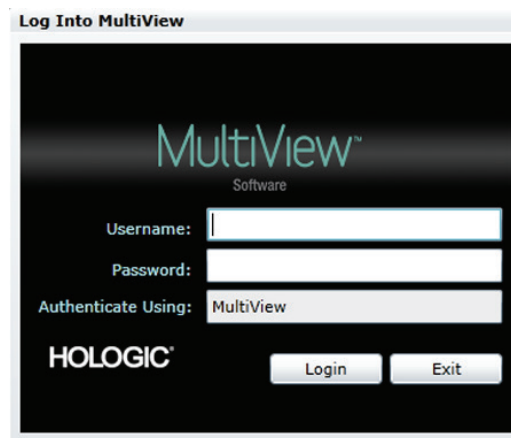 Log Into MultiView
MultiView™
Software
Username:
Password:
Authenticate Using: MultiView
HOLOGIC®
Login Exit